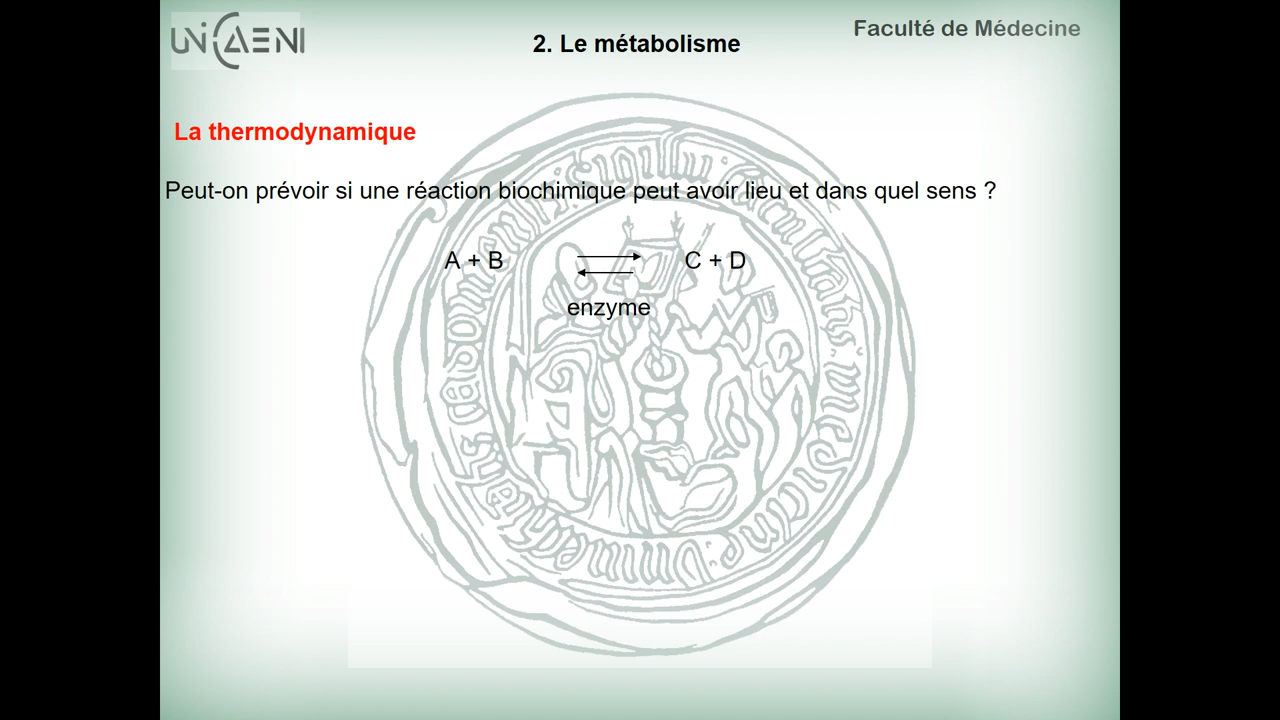 UNICAEN
Faculté de Médecine
2. Le métabolisme
La thermodynamique
Peut-on prévoir si une réaction biochimique peut avoir lieu et dans quel sens ?
A + B C + D
enzyme